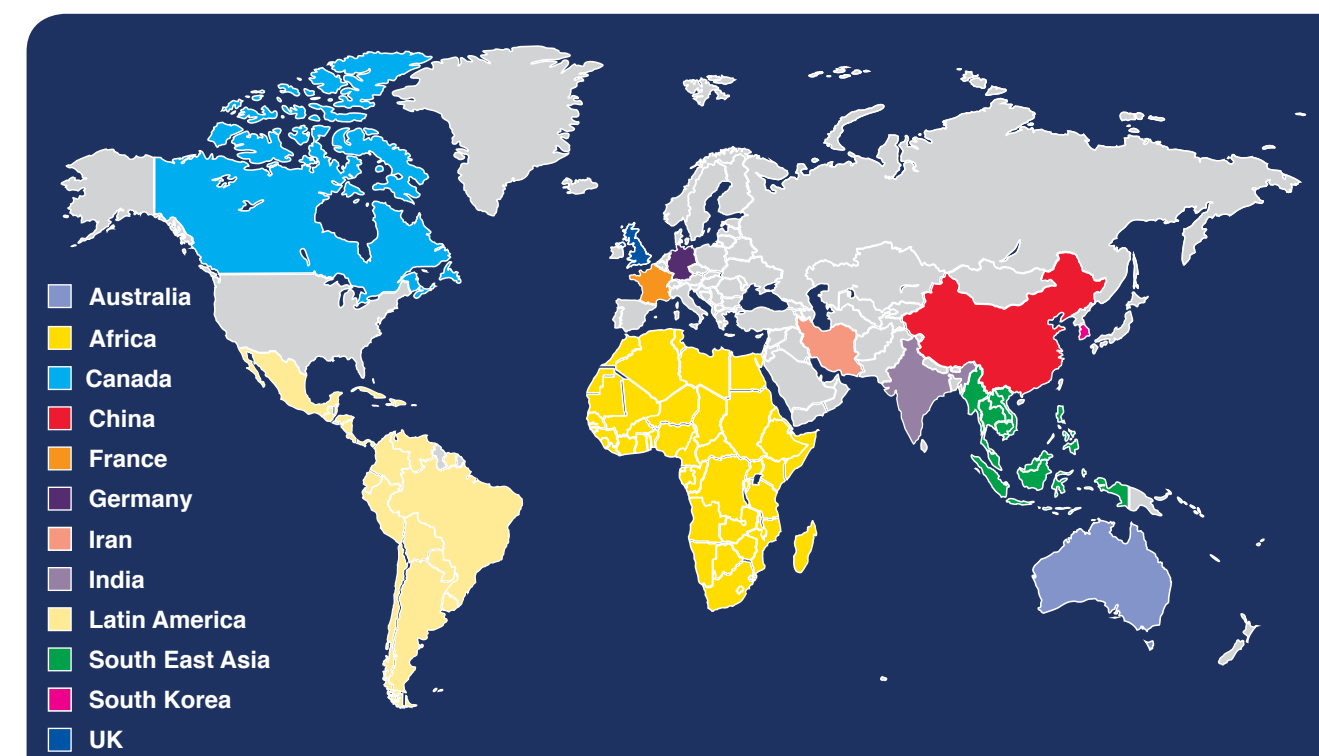 Australia
Africa
Canada
China
France
Germany
Iran
India
Latin America
South East Asia
South Korea
UK